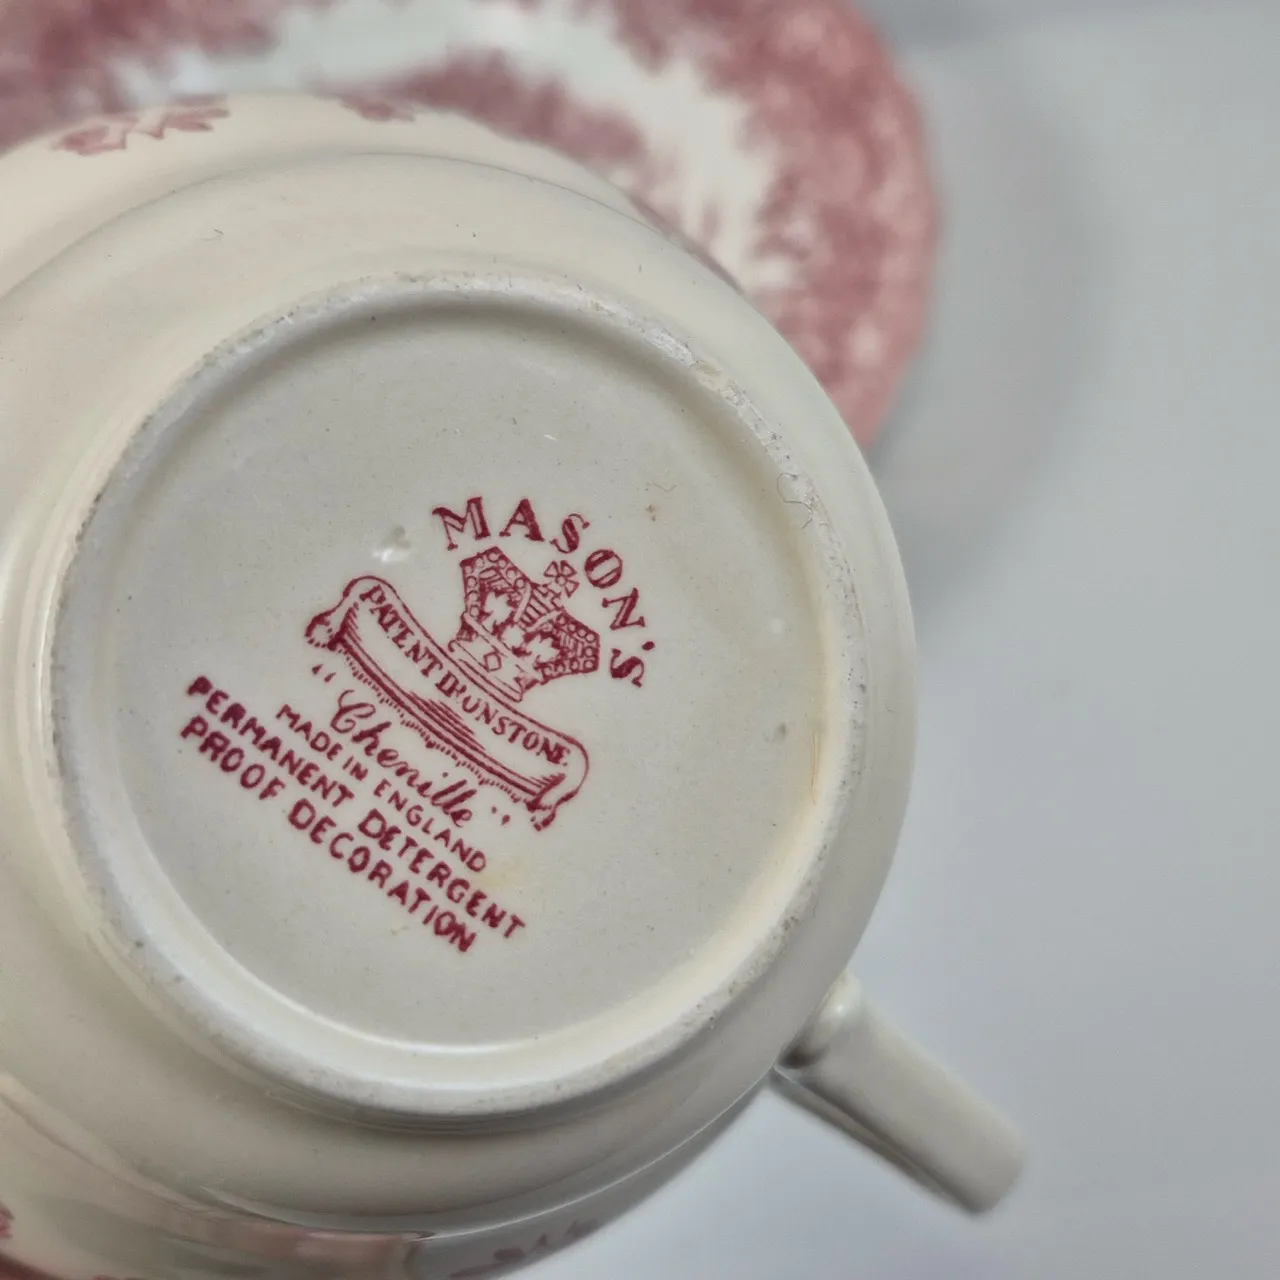 MASON'S
PATENT IRONSTONE
"Chenille"
MADE IN ENGLAND
PERMANENT DETERGENT
PROOF DECORATION